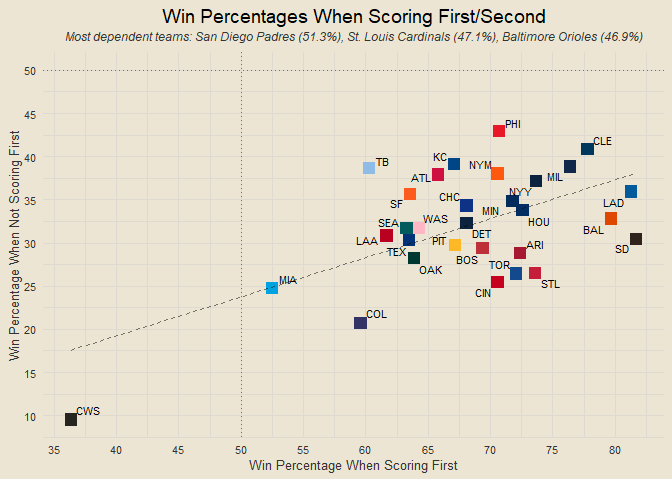 Win Percentages When Scoring First/Second
Most dependent teams: San Diego Padres (51.3%), St. Louis Cardinals (47.1%), Baltimore Orioles (46.9%)
Win Percentage When Not Scoring First
50
45
40
35
30
25
20
15
10
PHI
CLE
KC
TB
NYM
ATL
MIL
NYY
SF
CHC
LAD
SEA
WAS
MIN
HOU
BAL
LAA
PIT
DET
TEX
ARI
SD
BOS
OAK
TOR
MIA
STL
CIN
COL
CWS
35 40 45 50 55 60 65 70 75 80
Win Percentage When Scoring First